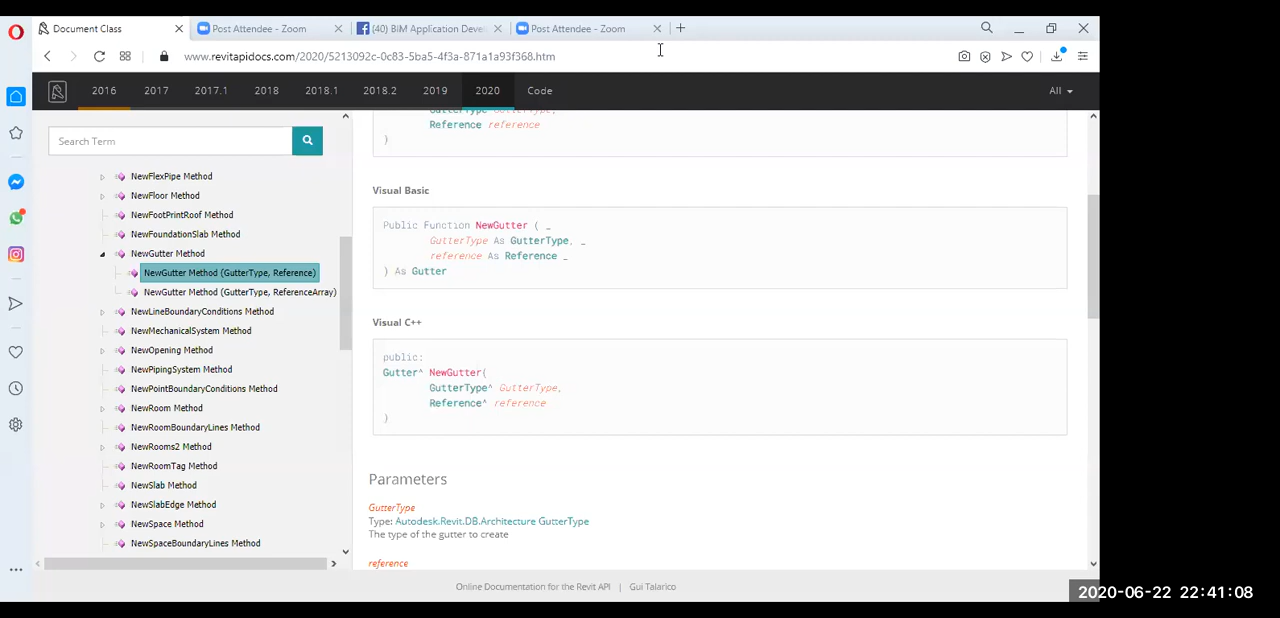 Document Class
Post Attendee - Zoom
(40) BIM Application Deve
Post Attendee - Zoom
www.revitapidocs.com/2020/5213092c-0c83-5ba5-4f3a-871a1a93f368.htm
2016 2017 2017.1 2018 2018.1 2018.2 2019 2020 Code All
Search Term
NewFlexPipe Method
NewFloor Method
NewFootPrintRoof Method
NewFoundationSlab Method
NewGutter Method
NewGutter Method (GutterType, Reference)
NewGutter Method (GutterType, ReferenceArray)
NewLineBoundaryConditions Method
NewMechanicalSystem Method
NewOpening Method
NewPipingSystem Method
NewPointBoundaryConditions Method
NewRoom Method
NewRoomBoundaryLines Method
NewRooms2 Method
NewRoomTag Method
NewSlab Method
NewSlabEdge Method
NewSpace Method
NewSpaceBoundaryLines Method
GutterType GutterType,
Reference reference
)
Visual Basic
Public Function NewGutter ( _
GutterType As GutterType, _
reference As Reference _
) As Gutter
Visual C++
public:
Gutter^ NewGutter(
GutterType^ GutterType,
Reference^ reference
)
Parameters
GutterType
Type: Autodesk.Revit.DB.Architecture GutterType
The type of the gutter to create
reference
Online Documentation for the Revit API | Gui Talarico
2020-06-22 22:41:08